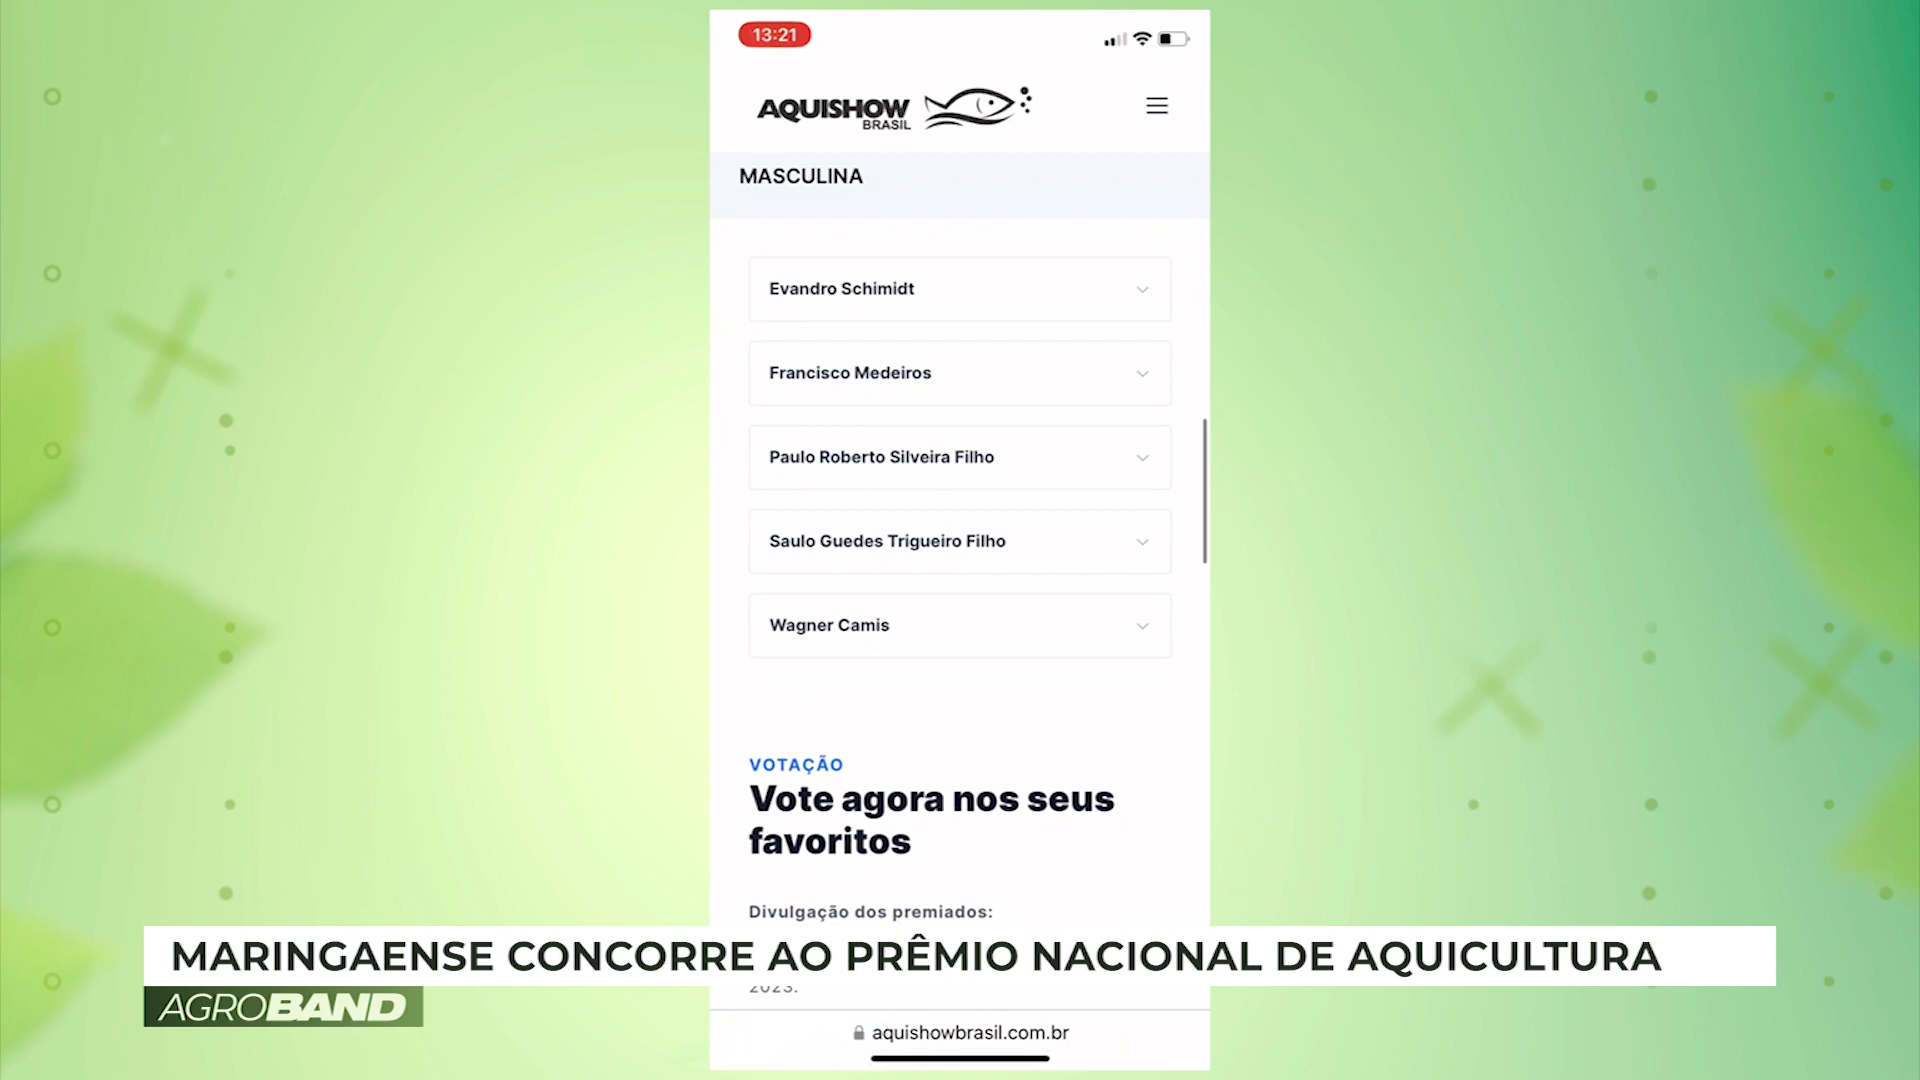 13:21
AQUISHOW
BRASIL
MASCULINA
Evandro Schimidt
Francisco Medeiros
Paulo Roberto Silveira Filho
Saulo Guedes Trigueiro Filho
Wagner Camis
VOTAÇÃO
Vote agora nos seus
favoritos
Divulgação dos premiados:
MARINGAENSE CONCORRE AO PRÊMIO NACIONAL DE AQUICULTURA
2023.
AGROBAND
aquishowbrasil.com.br